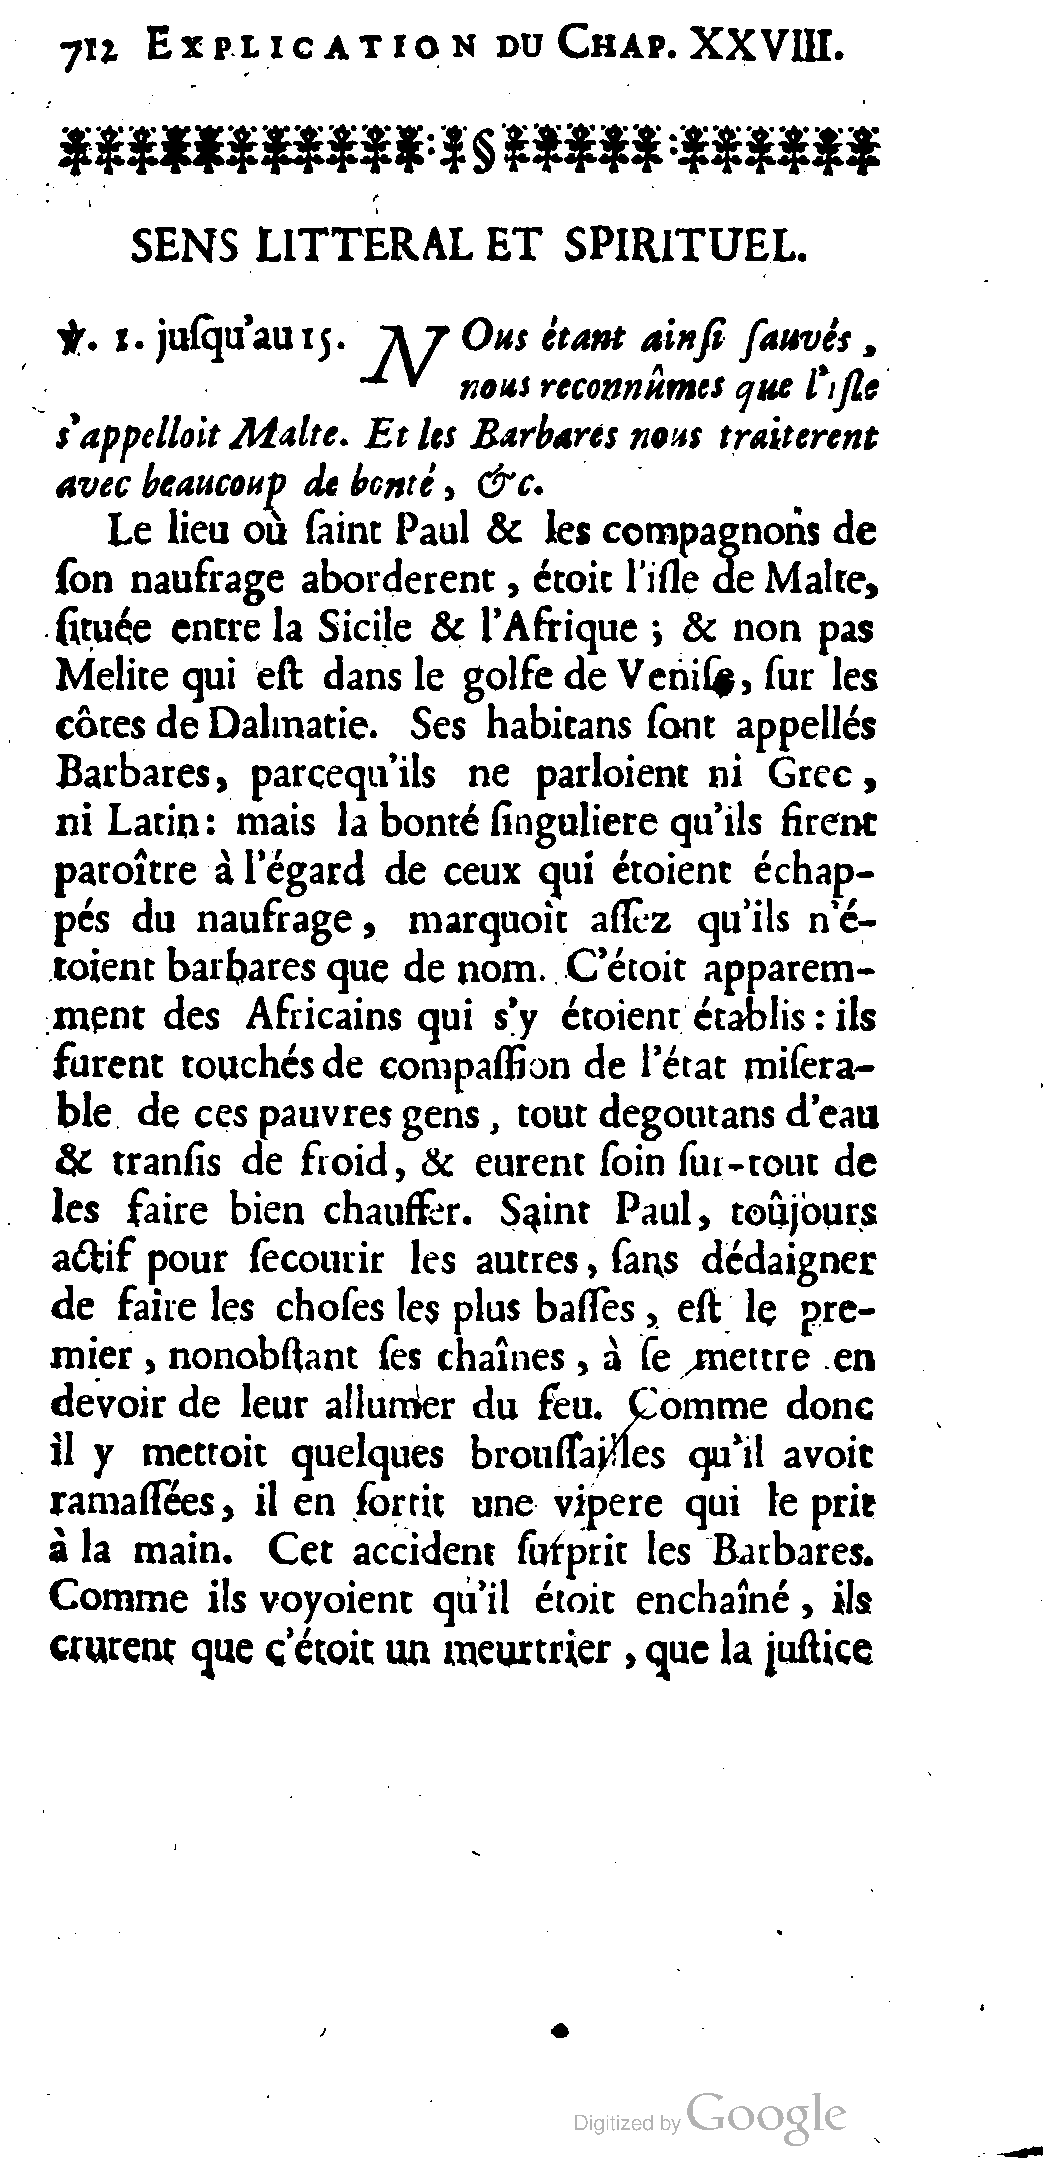 712 EXPLICATION DU CHAP. XXVIII.
SENS LITTERAL ET SPIRITUEL.
℣. 1. juſqu'au 15. NOus étant ainſi ſauvés,
nous reconnûmes que l'iſle
s'appelloit Malte. Et les Barbares nous traiterent
avec beaucoup de bonté, &c.
Le lieu où ſaint Paul & les compagnons de
ſon naufrage aborderent, étoit l'iſle de Malte,
ſituée entre la Sicile & l'Afrique; & non pas
Melite qui eſt dans le golfe de Veniſe, ſur les
côtes de Dalmatie. Ses habitans ſont appellés
Barbares, parcequ'ils ne parloient ni Grec,
ni Latin: mais la bonté ſinguliere qu'ils firent
paroître à l'égard de ceux qui étoient échap-
pés du naufrage, marquoit aſſez qu'ils n'é-
toient barbares que de nom. C'étoit apparem-
ment des Africains qui s'y étoient établis: ils
furent touchés de compaſſion de l'état miſera-
ble de ces pauvres gens, tout degoutans d'eau
& tranſis de froid, & eurent ſoin ſur-tout de
les faire bien chauffer. Saint Paul, toûjours
actif pour ſecourir les autres, ſans dédaigner
de faire les choſes les plus baſſes, eſt le pre-
mier, nonobſtant ſes chaînes, à ſe mettre en
devoir de leur allumer du feu. Comme donc
il y mettoit quelques brouſſailles qu'il avoit
ramaſſées, il en ſortit une vipere qui le prit
à la main. Cet accident ſurprit les Barbares.
Comme ils voyoient qu'il étoit enchaîné, ils
crurent que c'étoit un meurtrier, que la juſtice
Digitized by Google